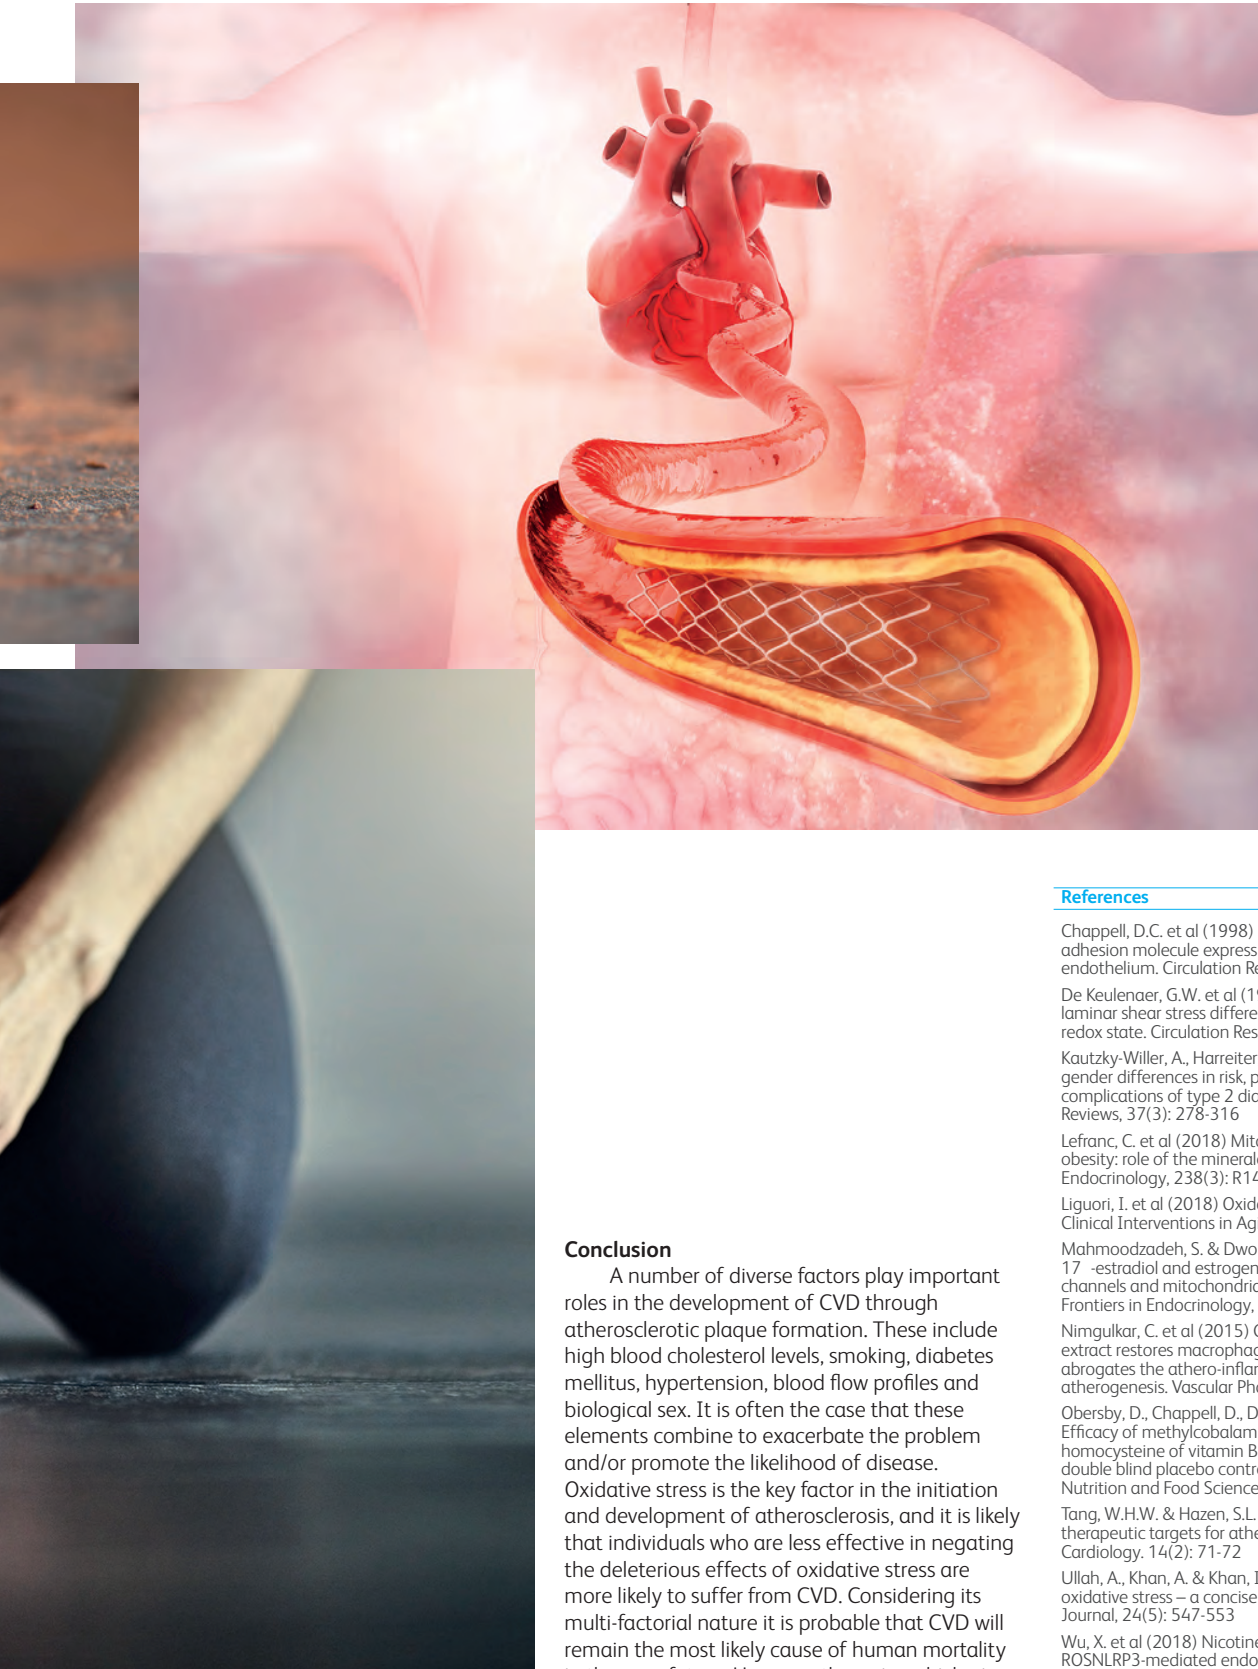 Conclusion
A number of diverse factors play important
roles in the development of CVD through
atherosclerotic plaque formation. These include
high blood cholesterol levels, smoking, diabetes
mellitus, hypertension, blood flow profiles and
biological sex. It is often the case that these
elements combine to exacerbate the problem
and/or promote the likelihood of disease.
Oxidative stress is the key factor in the initiation
and development of atherosclerosis, and it is likely
that individuals who are less effective in negating
the deleterious effects of oxidative stress are
more likely to suffer from CVD. Considering its
multi-factorial nature it is probable that CVD will
remain the most likely cause of human mortality
References
Chappell, D.C. et al (1998)
adhesion molecule express
endothelium. Circulation Re
De Keulenaer, G.W. et al (19
laminar shear stress differe
redox state. Circulation Res
Kautzky-Willer, A., Harreiter
gender differences in risk, p
complications of type 2 dia
Reviews, 37(3): 278-316
Lefranc, C. et al (2018) Mito
obesity: role of the minerale
Endocrinology, 238(3): R14
Liguori, I. et al (2018) Oxida
Clinical Interventions in Ag
Mahmoodzadeh, S. & Dwo
17 -estradiol and estrogen
channels and mitochondria
Frontiers in Endocrinology,
Nimgulkar, C. et al (2015) C
extract restores macrophag
abrogates the athero-inflam
atherogenesis. Vascular Pha
Obersby, D., Chappell, D., D
Efficacy of methylcobalam
homocysteine of vitamin B
double blind placebo contro
Nutrition and Food Science
Tang, W.H.W. & Hazen, S.L.
therapeutic targets for athe
Cardiology. 14(2): 71-72
Ullah, A., Khan, A. & Khan, I
oxidative stress – a concise
Journal, 24(5): 547-553
Wu, X. et al (2018) Nicotine
ROSNLRP3-mediated endo